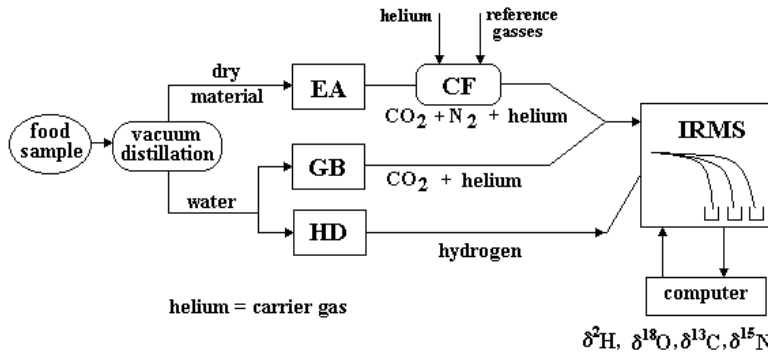 helium
reference
gasses
dry
material
EA
CF
CO2 + N2 + helium
IRMS
food
sample
vacuum
distillation
GB
CO2 + helium
water
HD
hydrogen
helium = carrier gas
computer
δ²H, δ¹⁸O, δ¹³C, δ¹⁵N